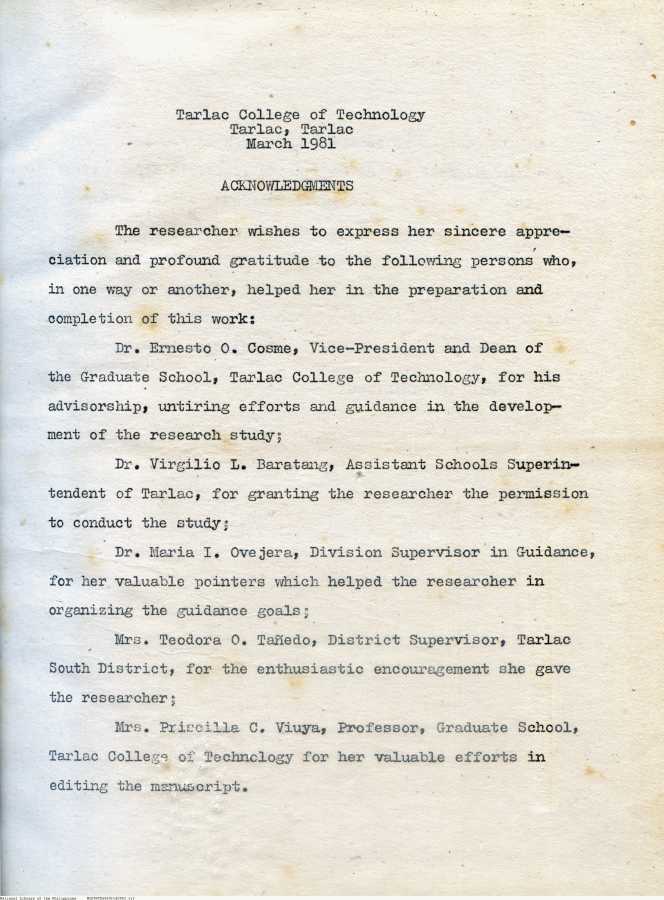 Tarlac College of Technology
Tarlac, Tarlac
March 1981
ACKNOWLEDGMENTS
The researcher wishes to express her sincere appre-
ciation and profound gratitude to the following persons who,
in one way or another, helped her in the preparation and
completion of this work:
Dr. Ernesto O. Cosme, Vice-President and Dean of
the Graduate School, Tarlac College of Technology, for his
advisorship, untiring efforts and guidance in the develop-
ment of the research study;
Dr. Virgilio L. Baratang, Assistant Schools Superin-
tendent of Tarlac, for granting the researcher the permission
to conduct the study;
Dr. Maria I. Ovejera, Division Supervisor in Guidance,
for her valuable pointers which helped the researcher in
organizing the guidance goals;
Mrs. Teodora O. Tañedo, District Supervisor, Tarlac
South District, for the enthusiastic encouragement she gave
the researcher;
Mrs. Priscilla C. Viuya, Professor, Graduate School,
Tarlac College of Technology for her valuable efforts in
editing the manuscript.
National Library of the Philippines